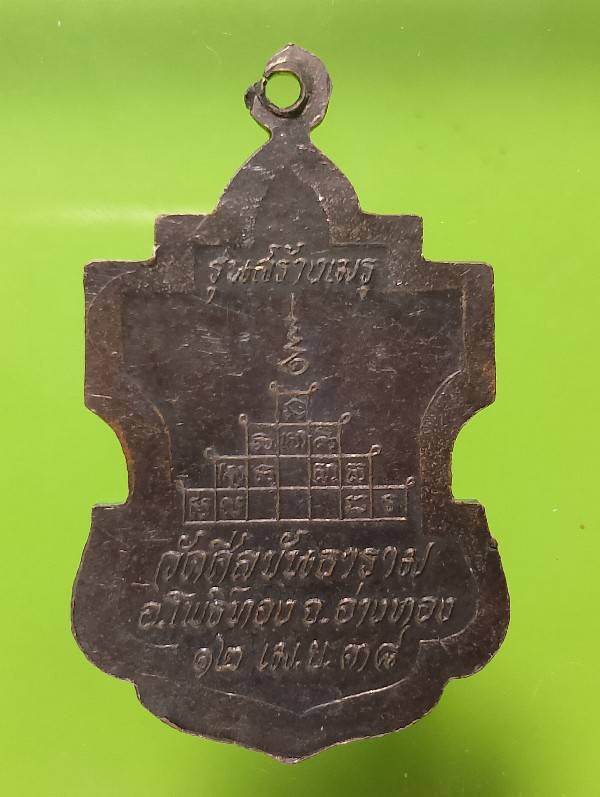 รุ่นสร้างเมรุ
วัดศีลขันธาราม
อ.โพธิ์ทอง จ.อ่างทอง
๑๒ เม.ย. ๓๘